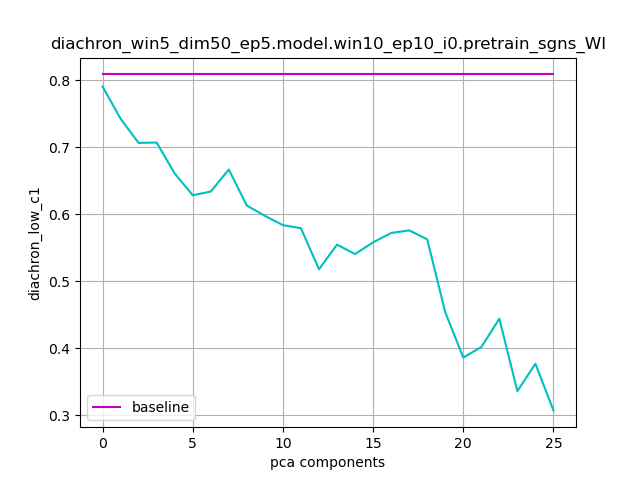 diachron_win5_dim50_ep5.model.win10_ep10_i0.pretrain_sgns_WI
0.8
0.7
0.6
0.5
0.4
0.3
diachron_low_c1
baseline
0 5 10 15 20 25
pca components